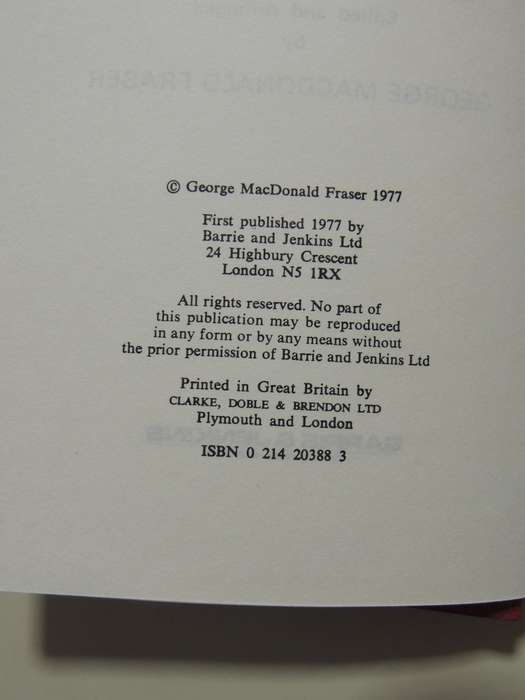 © George MacDonald Fraser 1977
First published 1977 by
Barrie and Jenkins Ltd
24 Highbury Crescent
London N5 1RX
All rights reserved. No part of
this publication may be reproduced
in any form or by any means without
the prior permission of Barrie and Jenkins Ltd
Printed in Great Britain by
CLARKE, DOBLE & BRENDON LTD
Plymouth and London
ISBN 0 214 20388 3